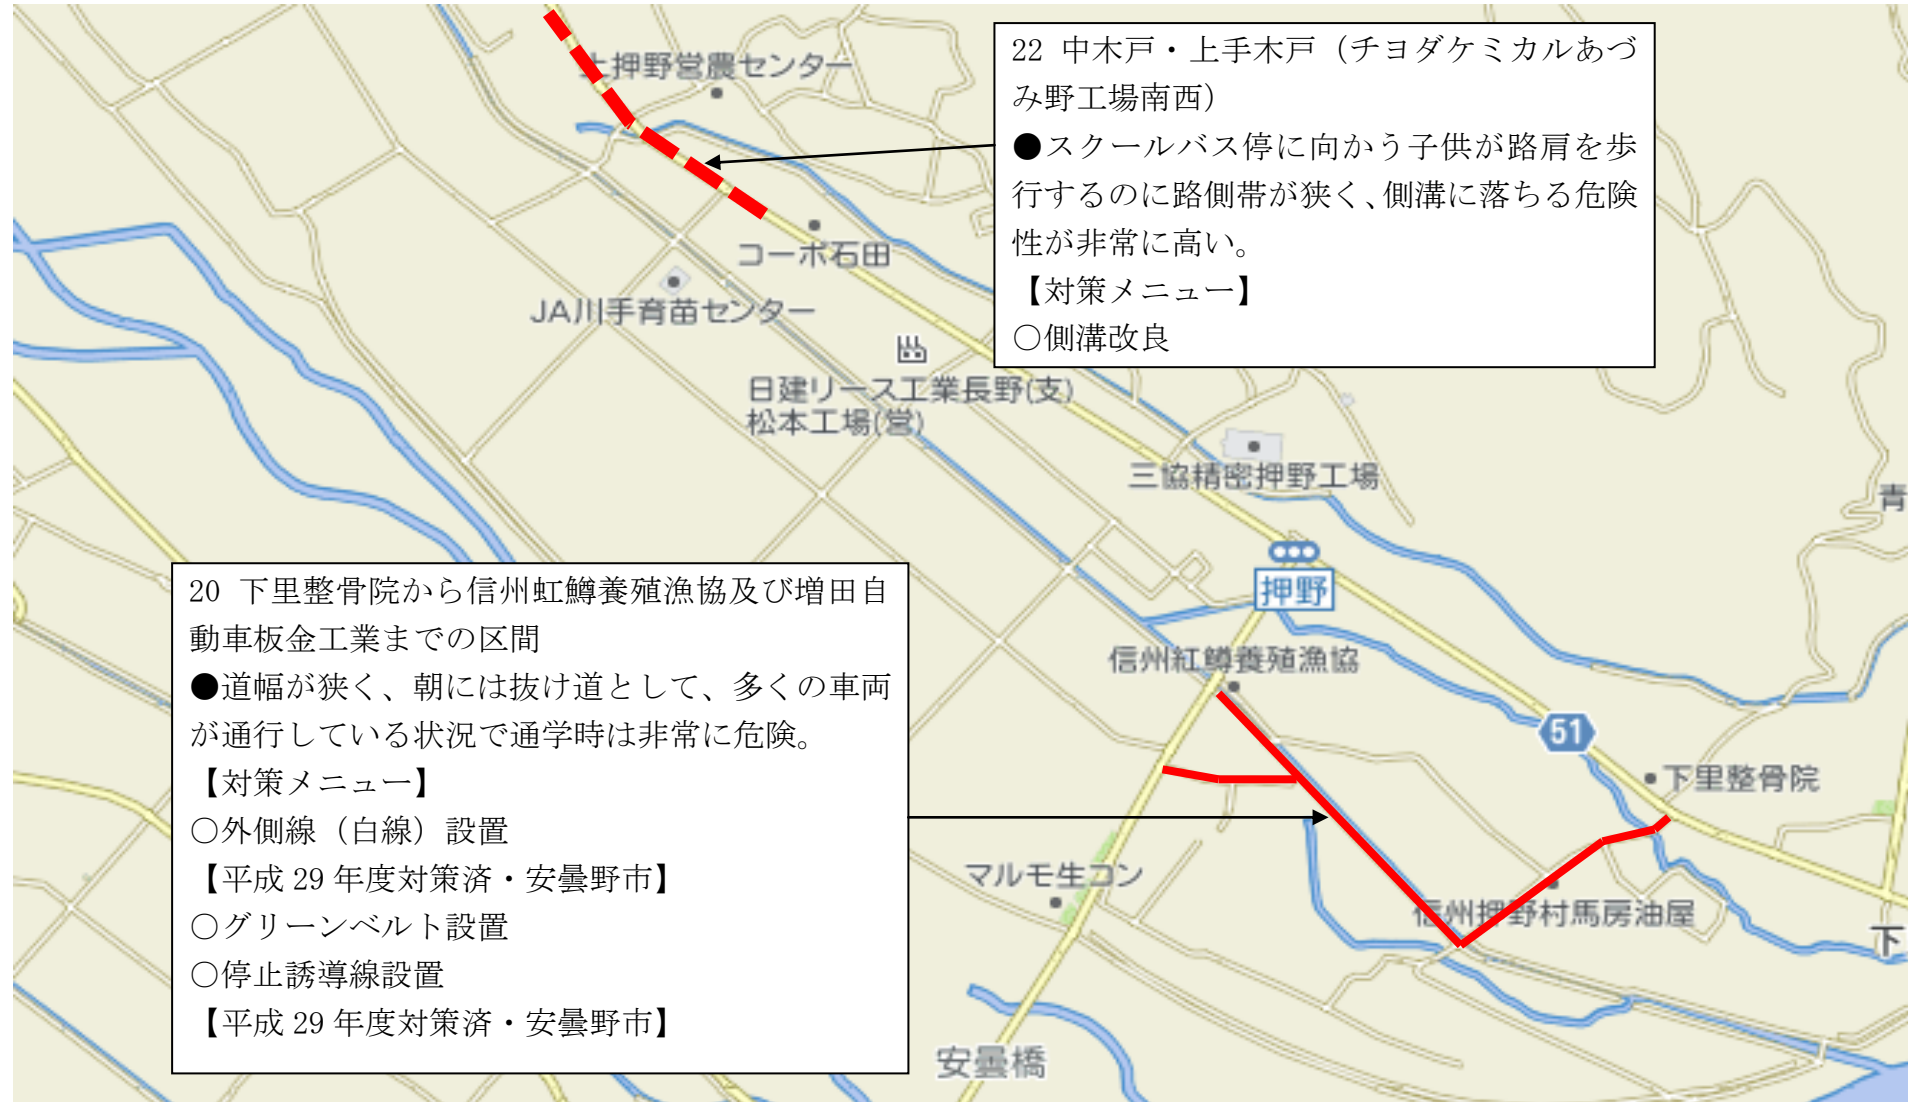 上押野営農センター
22 中木戸・上手木戸（チヨダケミカルあづ
み野工場南西）
●スクールバス停に向かう子供が路肩を歩
行するのに路側帯が狭く、側溝に落ちる危険
性が非常に高い。
【対策メニュー】
○側溝改良
コーポ石田
JA川手育苗センター
日建リース工業長野(支)
松本工場(営)
三協精密押野工場
青
押野
20 下里整骨院から信州虹鱒養殖漁協及び増田自
動車板金工業までの区間
●道幅が狭く、朝には抜け道として、多くの車両
が通行している状況で通学時は非常に危険。
【対策メニュー】
○外側線（白線）設置
【平成 29 年度対策済・安曇野市】
○グリーンベルト設置
○停止誘導線設置
【平成 29 年度対策済・安曇野市】
信州紅鱒養殖漁協
51
下里整骨院
マルモ生コン
信州押野村馬房油屋
下
安曇橋